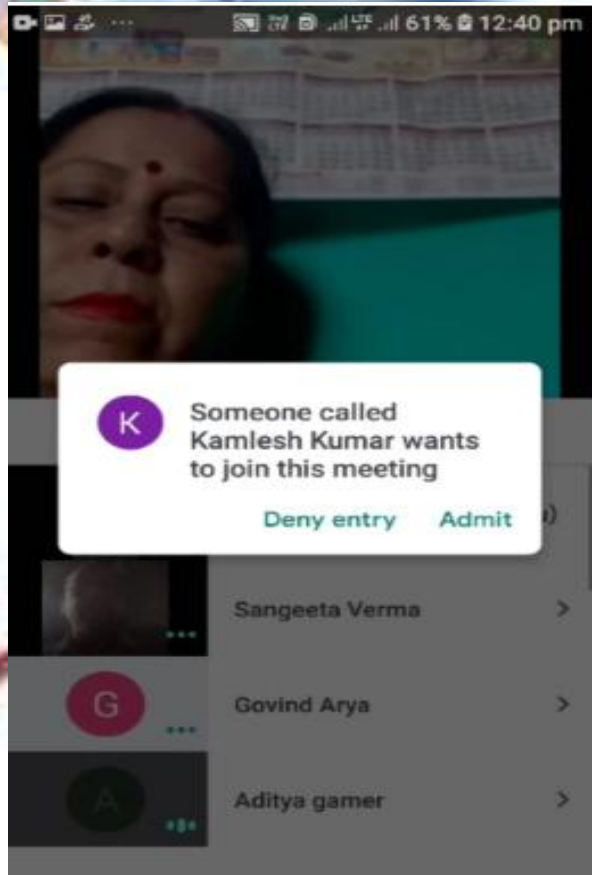 61% 12:40 pm
K
Someone called
Kamlesh Kumar wants
to join this meeting
Deny entry Admit
Sangeeta Verma
G
Govind Arya
A
Aditya gamer